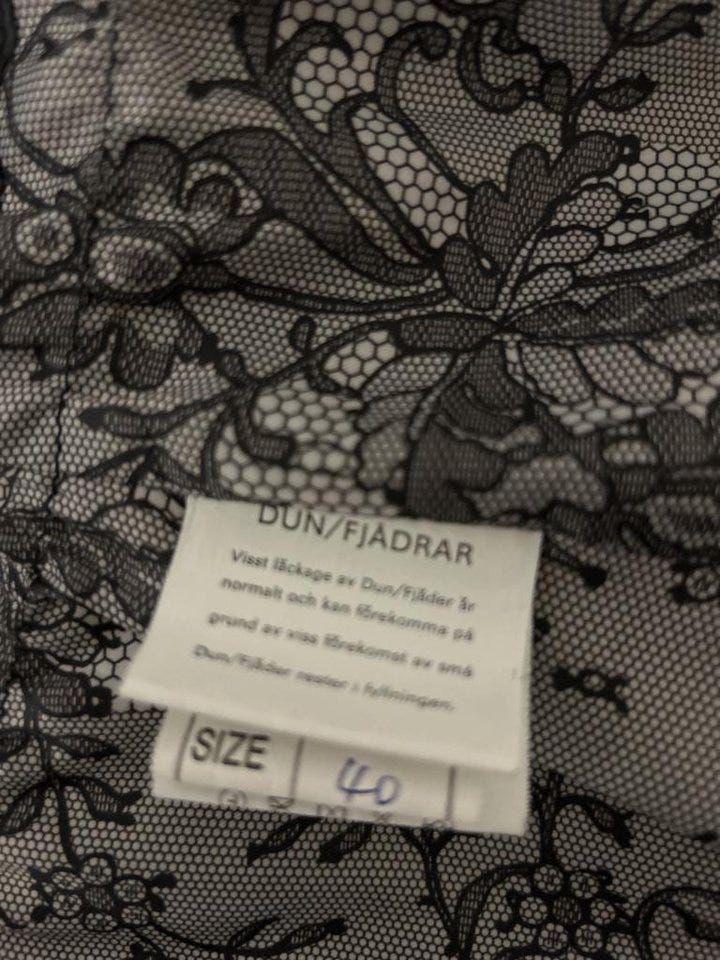 DUN/FJÄDRAR
Visst läckage av Dun/Fjäder är
normalt och kan förekomma på
grund av viss förekomst av små
Dun/Fjäder rester i fyllningen.
SIZE 40